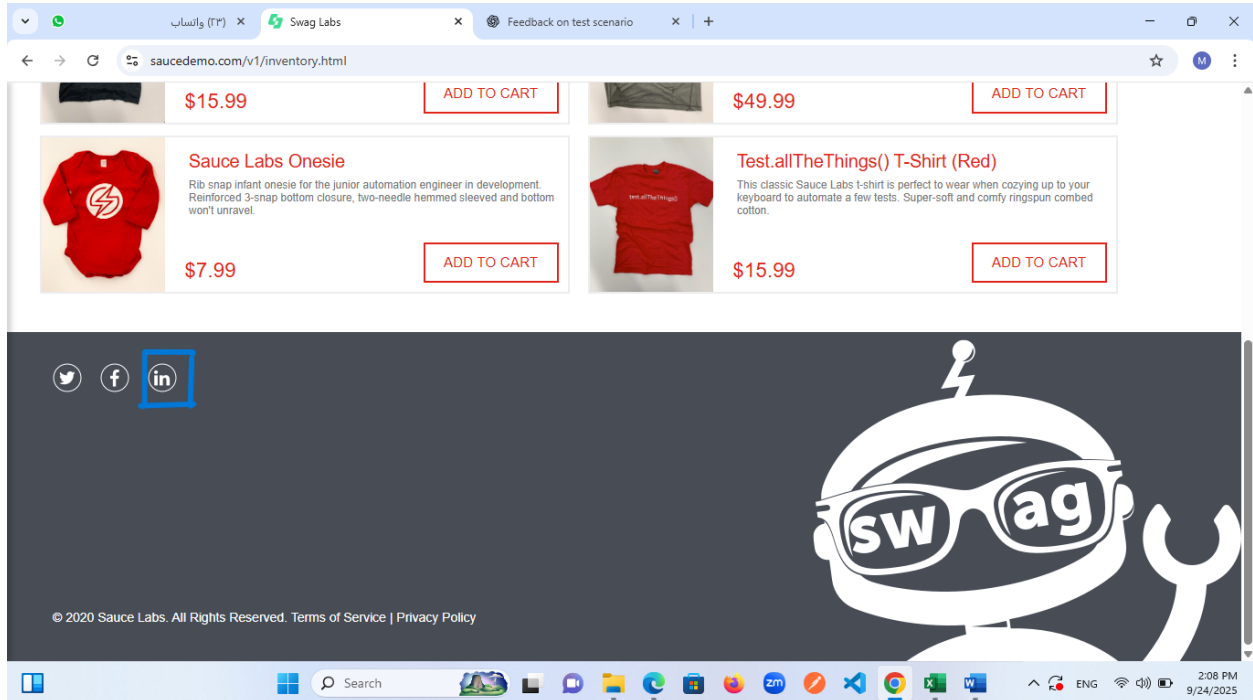 (٢٣) واتساب
Swag Labs
Feedback on test scenario
saucedemo.com/v1/inventory.html
M
$15.99
ADD TO CART
$49.99
ADD TO CART
Sauce Labs Onesie
Rib snap infant onesie for the junior automation engineer in development.
Reinforced 3-snap bottom closure, two-needle hemmed sleeved and bottom
won't unravel.
$7.99
ADD TO CART
test.allTheThings()
Test.allTheThings() T-Shirt (Red)
This classic Sauce Labs t-shirt is perfect to wear when cozying up to your
keyboard to automate a few tests. Super-soft and comfy ringspun combed
cotton.
$15.99
ADD TO CART
in
sw ag
© 2020 Sauce Labs. All Rights Reserved. Terms of Service | Privacy Policy
Search
zm
ENG
2:08 PM
9/24/2025